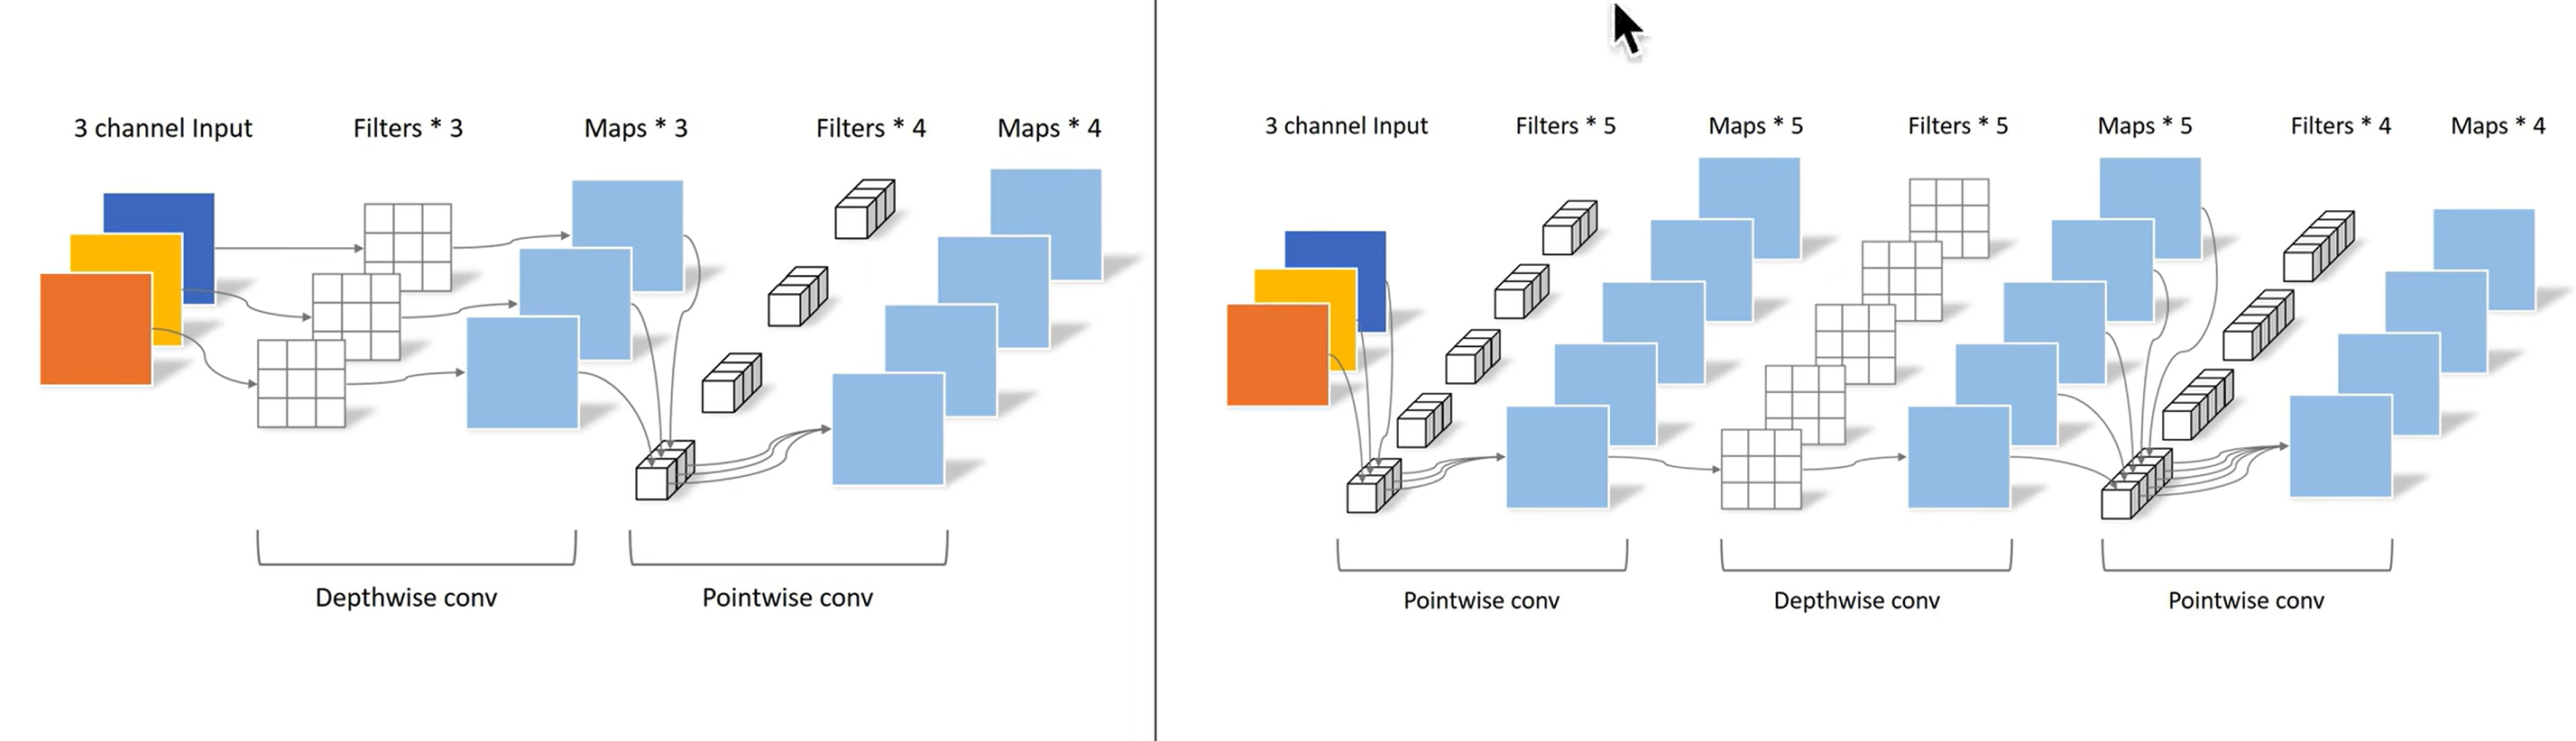 3 channel Input Filters * 3 Maps * 3 Filters * 4 Maps * 4
Depthwise conv Pointwise conv
3 channel Input Filters * 5 Maps * 5 Filters * 5 Maps * 5 Filters * 4 Maps * 4
Pointwise conv Depthwise conv Pointwise conv